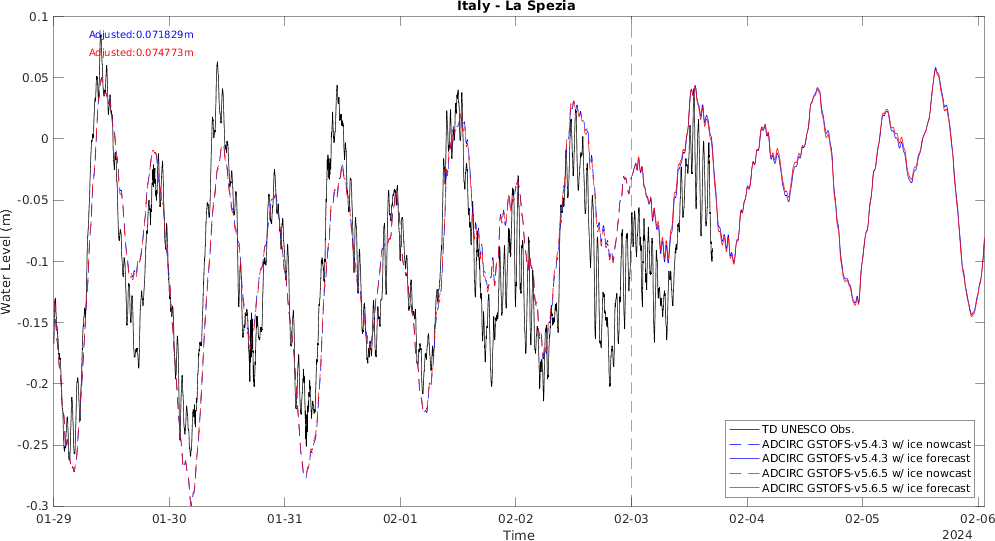 Italy - La Spezia
Adjusted:0.071829m
Adjusted:0.074773m
Water Level (m)
0.1
0.05
0
-0.05
-0.1
-0.15
-0.2
-0.25
-0.3
TD UNESCO Obs.
ADCIRC GSTOFS-v5.4.3 w/ ice nowcast
ADCIRC GSTOFS-v5.4.3 w/ ice forecast
ADCIRC GSTOFS-v5.6.5 w/ ice nowcast
ADCIRC GSTOFS-v5.6.5 w/ ice forecast
01-29 01-30 01-31 02-01 02-02 02-03 02-04 02-05 02-06
Time
2024